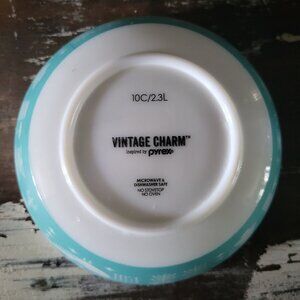 10C/2.3L
VINTAGE CHARM™
inspired by pyrex®
MICROWAVE &
DISHWASHER SAFE
NO STOVETOP
NO OVEN